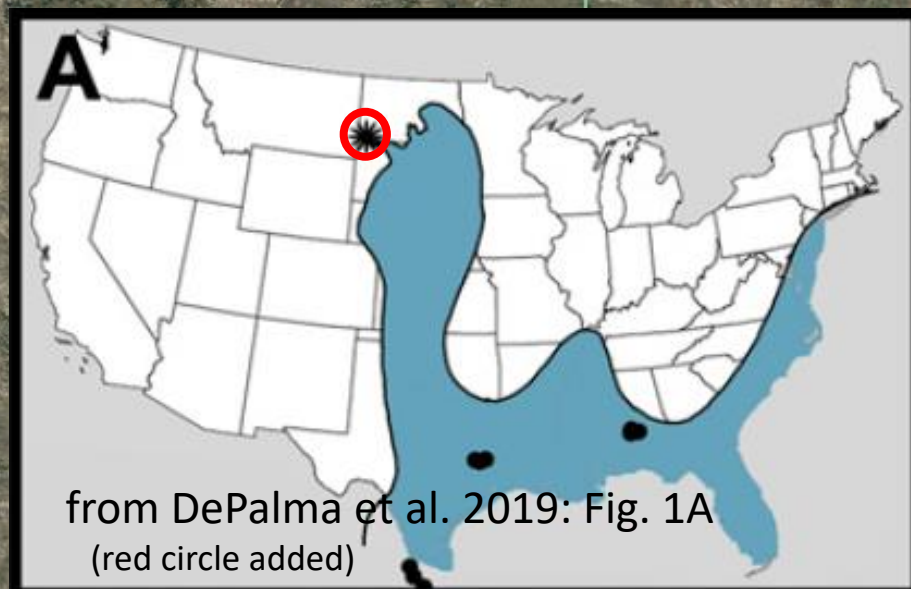 A
from DePalma et al. 2019: Fig. 1A
(red circle added)